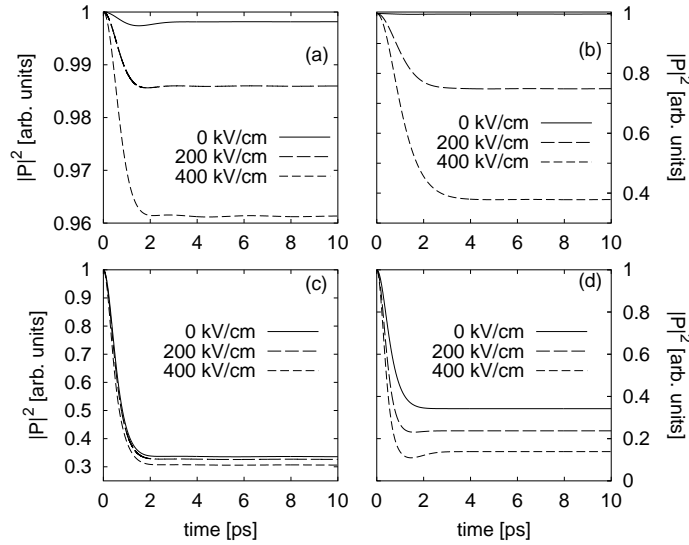 (a)
1
0.99
0.98
0.97
0.96
|P|² [arb. units]
0 kV/cm
200 kV/cm
400 kV/cm
0 2 4 6 8 10
(b)
1
0.8
0.6
0.4
|P|² [arb. units]
0 kV/cm
200 kV/cm
400 kV/cm
0 2 4 6 8 10
(c)
1
0.9
0.8
0.7
0.6
0.5
0.4
0.3
|P|² [arb. units]
0 kV/cm
200 kV/cm
400 kV/cm
0 2 4 6 8 10
time [ps]
(d)
1
0.8
0.6
0.4
0.2
0
|P|² [arb. units]
0 kV/cm
200 kV/cm
400 kV/cm
0 2 4 6 8 10
time [ps]